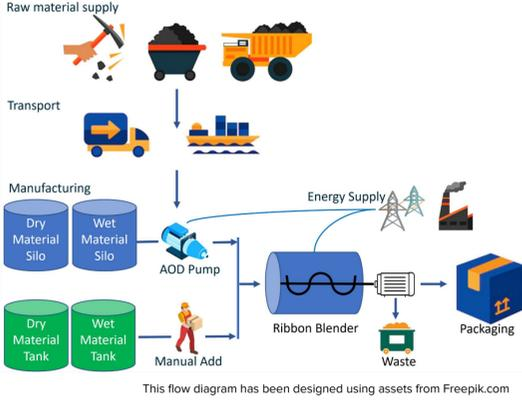 Raw material supply
Transport
Manufacturing
Energy Supply
Dry
Material
Silo
Wet
Material
Silo
AOD Pump
Ribbon Blender
Packaging
Dry
Material
Tank
Wet
Material
Tank
Manual Add
Waste
This flow diagram has been designed using assets from Freepik.com